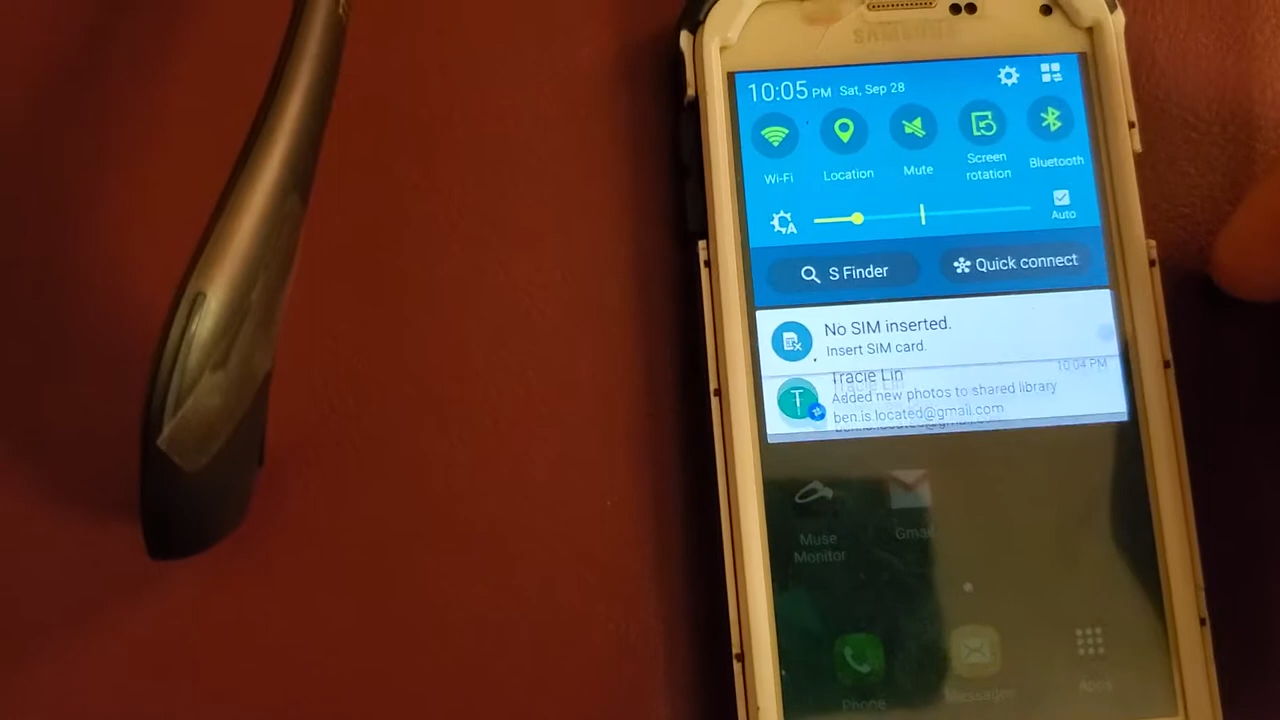 SAMSUNG
10:05 PM Sat, Sep 28
Wi-Fi
Location
Mute
Screen rotation
Bluetooth
A
Auto
S Finder
Quick connect
No SIM inserted.
Insert SIM card.
10:04 PM
Tracie Lin
T
Added new photos to shared library
ben.is.located@gmail.com
Muse Monitor
Gmail
Phone
Messages
Apps